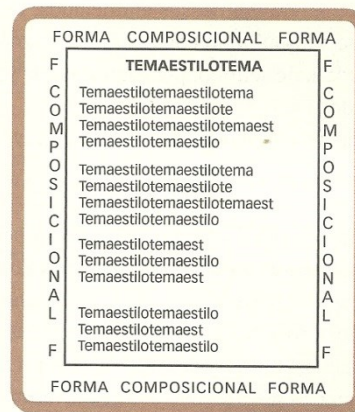 FORMA COMPOSICIONAL FORMA
F COMPOSICIONAL F
TEMAESTILOTEMA
Temaestilotemaestilotema
Temaestilotemaestilote
Temaestilotemaestilotemaest
Temaestilotemaestilo
Temaestilotemaestilotema
Temaestilotemaestilote
Temaestilotemaestilotemaest
Temaestilotemaestilo
Temaestilotemaest
Temaestilotemaestilo
Temaestilotemaest
Temaestilotemaestilo
Temaestilotemaest
Temaestilotemaestilo
F COMPOSICIONAL F
FORMA COMPOSICIONAL FORMA